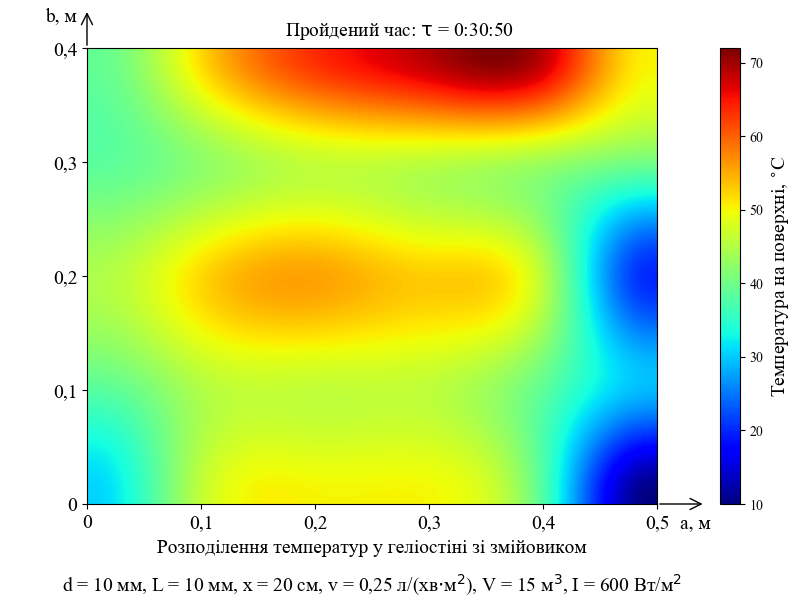 b, м
Пройдений час: τ = 0:30:50
0,4
0,3
0,2
0,1
0
0 0,1 0,2 0,3 0,4 0,5 a, м
70
60
50
40
30
20
10
Температура на поверхні, °C
Розподілення температур у геліостіні зі змійовиком
d = 10 мм, L = 10 мм, x = 20 см, v = 0,25 л/(хв·м²), V = 15 м³, I = 600 Вт/м²